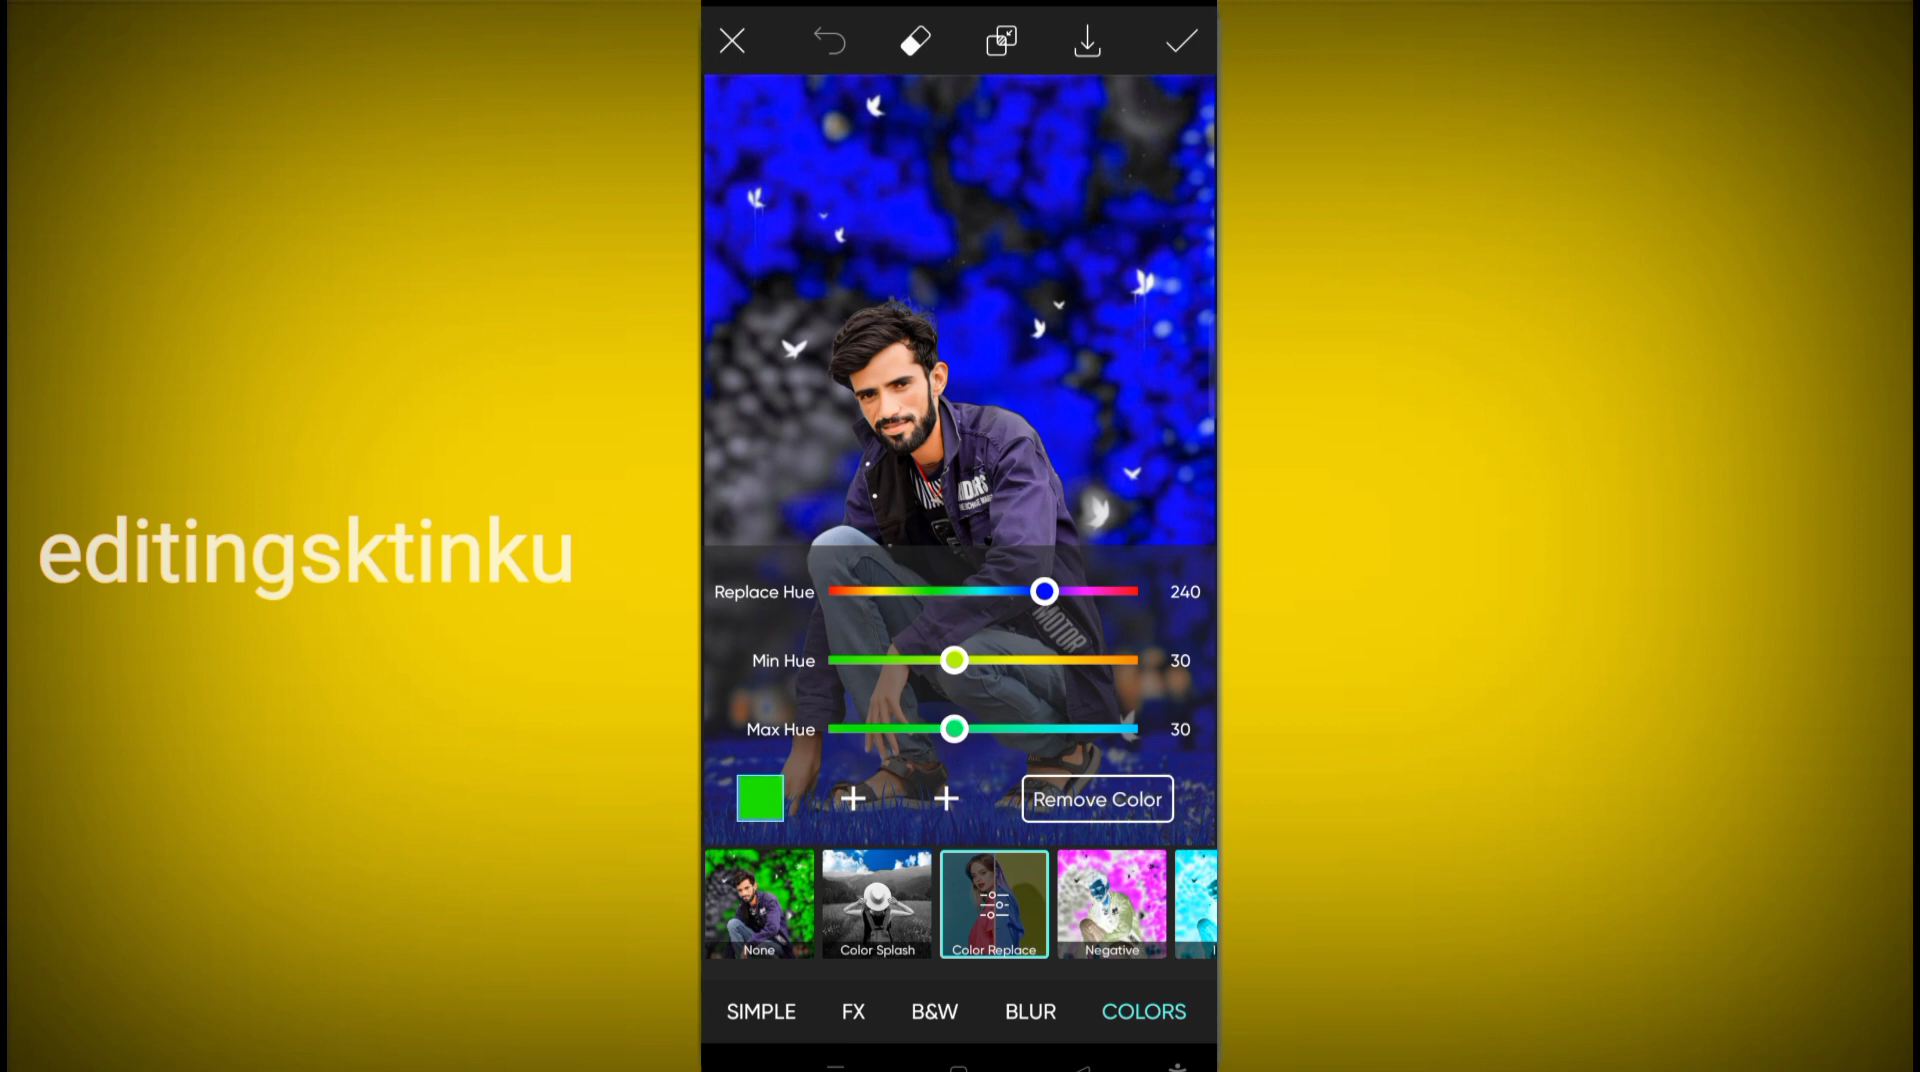 editingsktinku
MOTOR
Replace Hue 240
Min Hue 30
Max Hue 30
Remove Color
None Color Splash Color Replace Negative
SIMPLE FX B&W BLUR COLORS